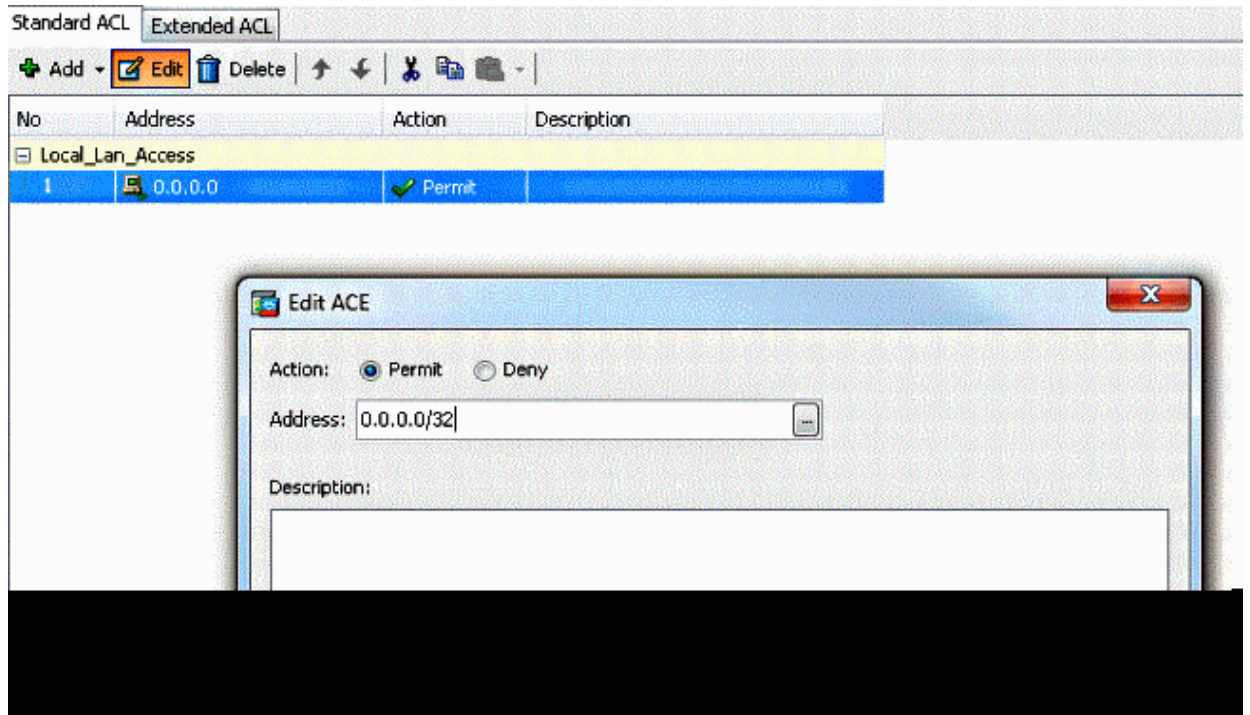 Standard ACL Extended ACL
Add Edit Delete
No Address Action Description
Local_Lan_Access
1 0.0.0.0 Permit
Edit ACE
Action: Permit Deny
Address: 0.0.0.0/32 ...
Description: